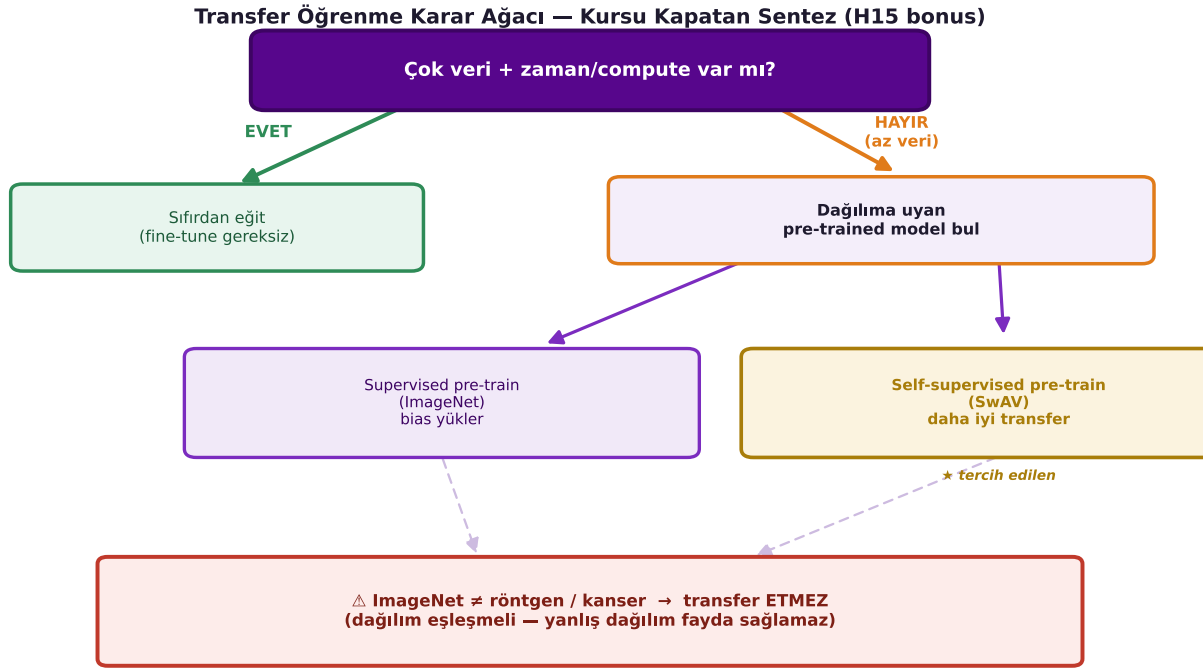 Transfer Öğrenme Karar Ağacı — Kursu Kapatan Sentez (H15 bonus)
Çok veri + zaman/compute var mı?
EVET
HAYIR
(az veri)
Sıfırdan eğit
(fine-tune gereksiz)
Dağılıma uyan
pre-trained model bul
Supervised pre-train
(ImageNet)
bias yükler
Self-supervised pre-train
(SwAV)
daha iyi transfer
★ tercih edilen
⚠ ImageNet ≠ röntgen / kanser → transfer ETMEZ
(dağılım eşleşmeli — yanlış dağılım fayda sağlamaz)